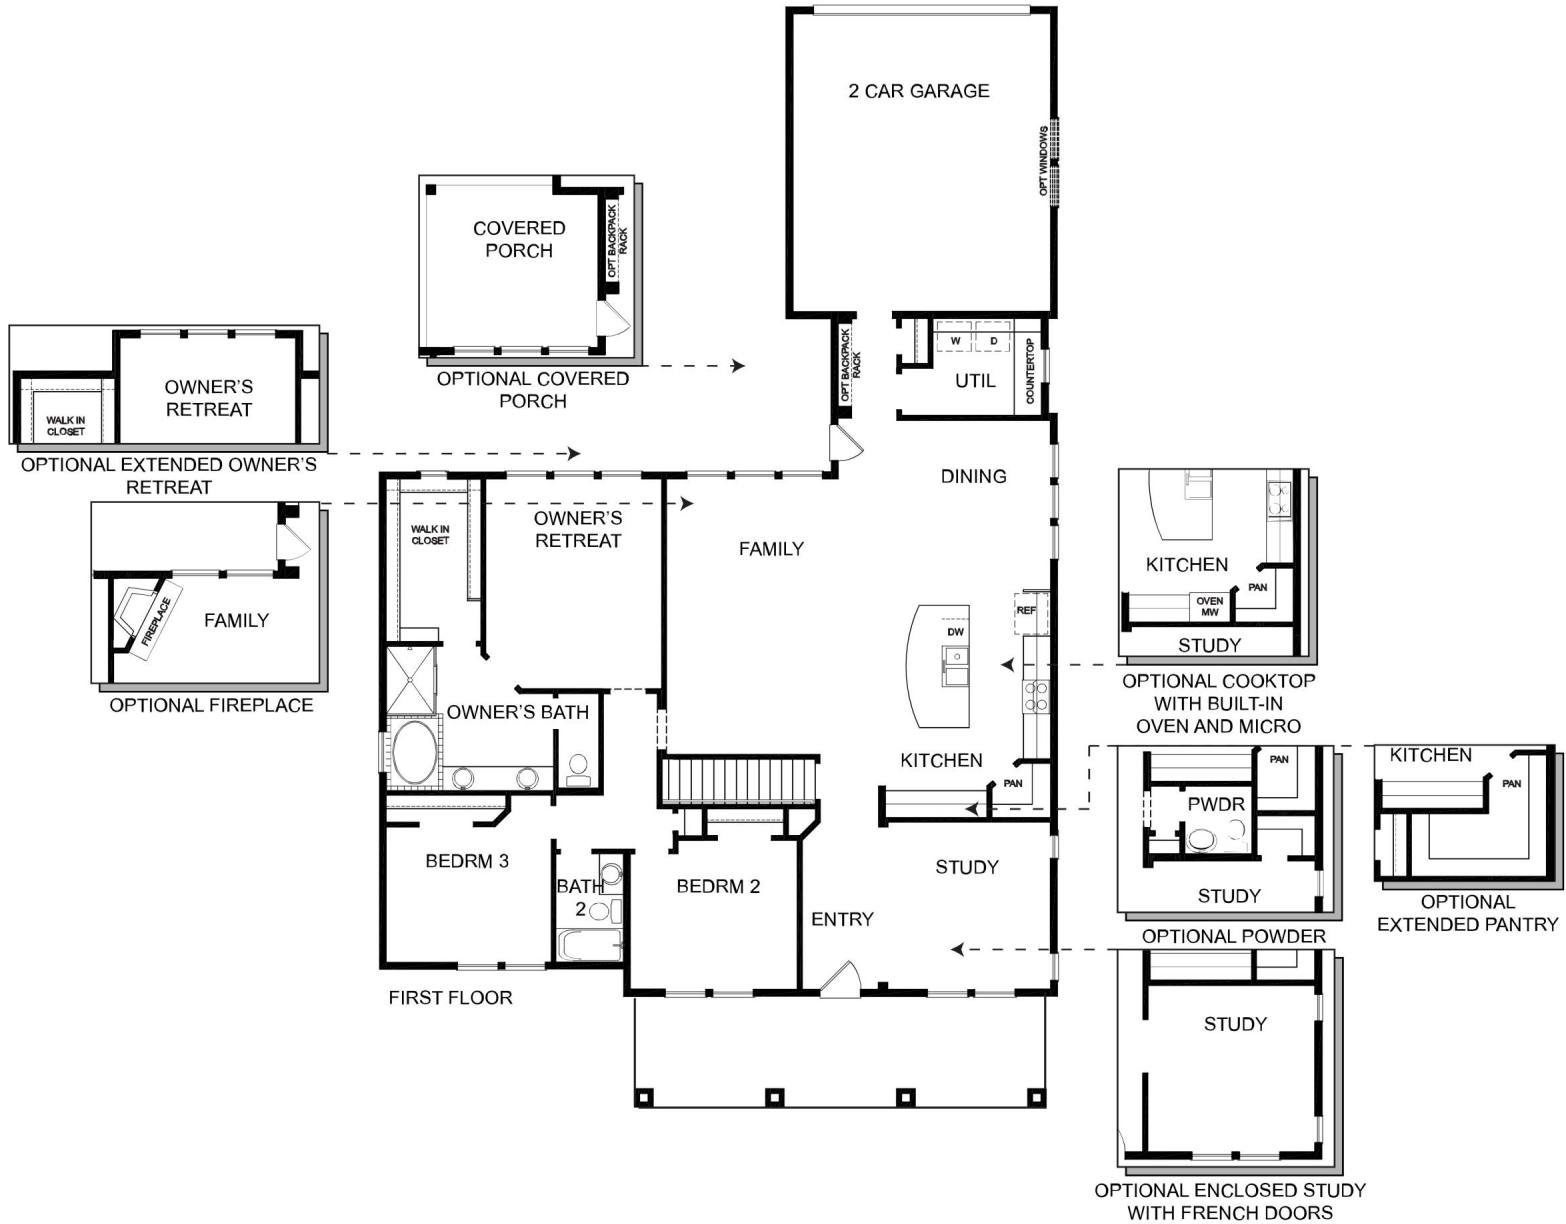 2 CAR GARAGE
OPT WINDOWS
COVERED
PORCH
OPT BACKPACK
RACK
OPTIONAL COVERED
PORCH
OPT BACKPACK
RACK
W
D
UTIL
COUNTERTOP
OWNER'S
RETREAT
WALK IN
CLOSET
OPTIONAL EXTENDED OWNER'S
RETREAT
FIREPLACE
FAMILY
OPTIONAL FIREPLACE
WALK IN
CLOSET
OWNER'S
RETREAT
FAMILY
DINING
REF
DW
KITCHEN
PAN
OWNER'S BATH
BEDRM 3
BATH
2
BEDRM 2
ENTRY
STUDY
FIRST FLOOR
KITCHEN
PAN
OVEN
MW
STUDY
OPTIONAL COOKTOP
WITH BUILT-IN
OVEN AND MICRO
PAN
PWDR
STUDY
OPTIONAL POWDER
KITCHEN
PAN
OPTIONAL
EXTENDED PANTRY
STUDY
OPTIONAL ENCLOSED STUDY
WITH FRENCH DOORS